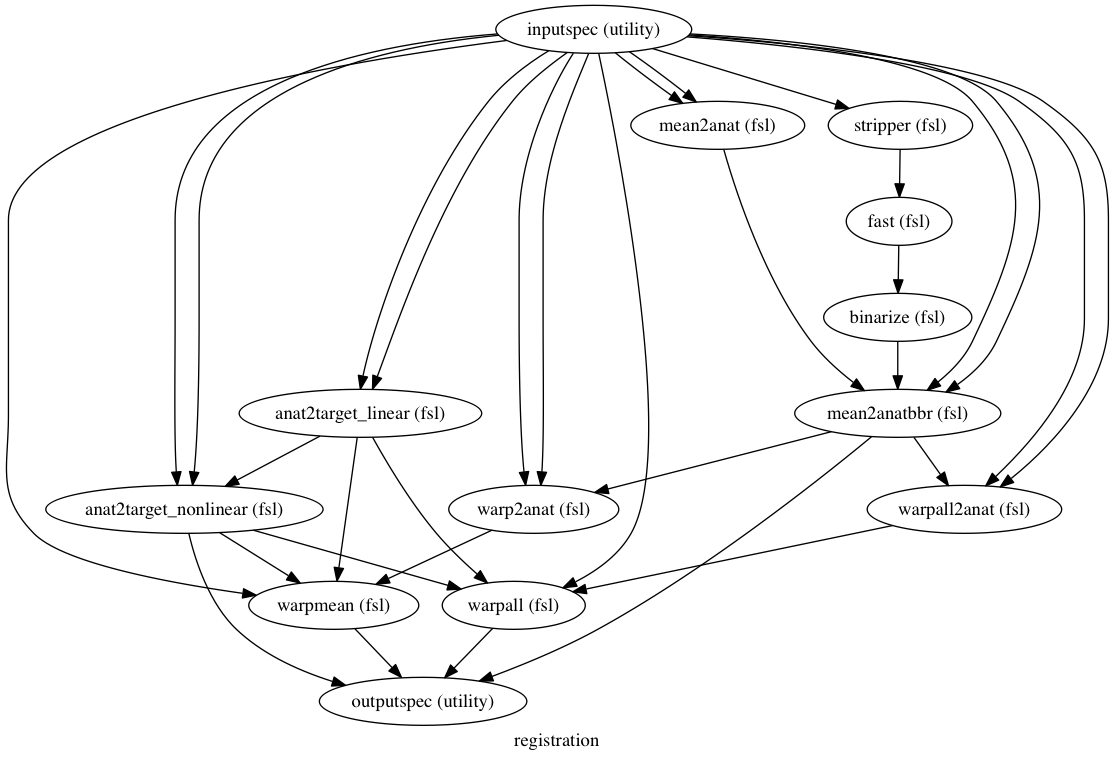 inputspec (utility)
mean2anat (fsl)
stripper (fsl)
fast (fsl)
binarize (fsl)
anat2target_linear (fsl)
mean2anatbbr (fsl)
anat2target_nonlinear (fsl)
warp2anat (fsl)
warpall2anat (fsl)
warpmean (fsl)
warpall (fsl)
outputspec (utility)
registration